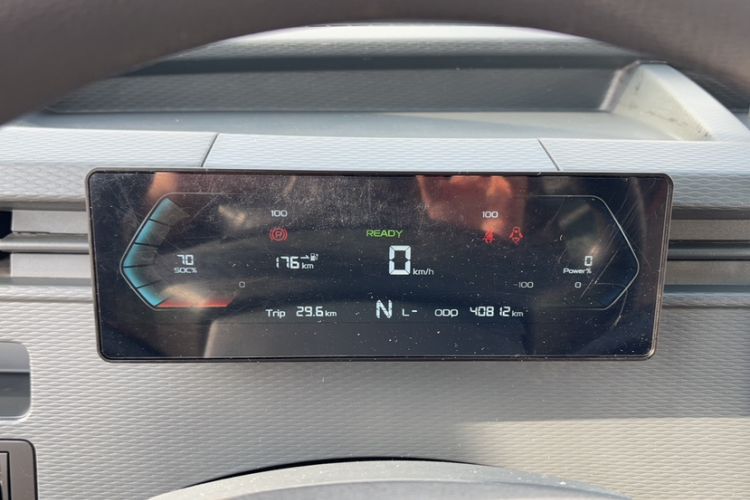 100
100
P
READY
70
SOC%
176 km
0 km/h
0
Power%
0
-100
0
Trip 29.6 km
N L-
ODO 40812 km